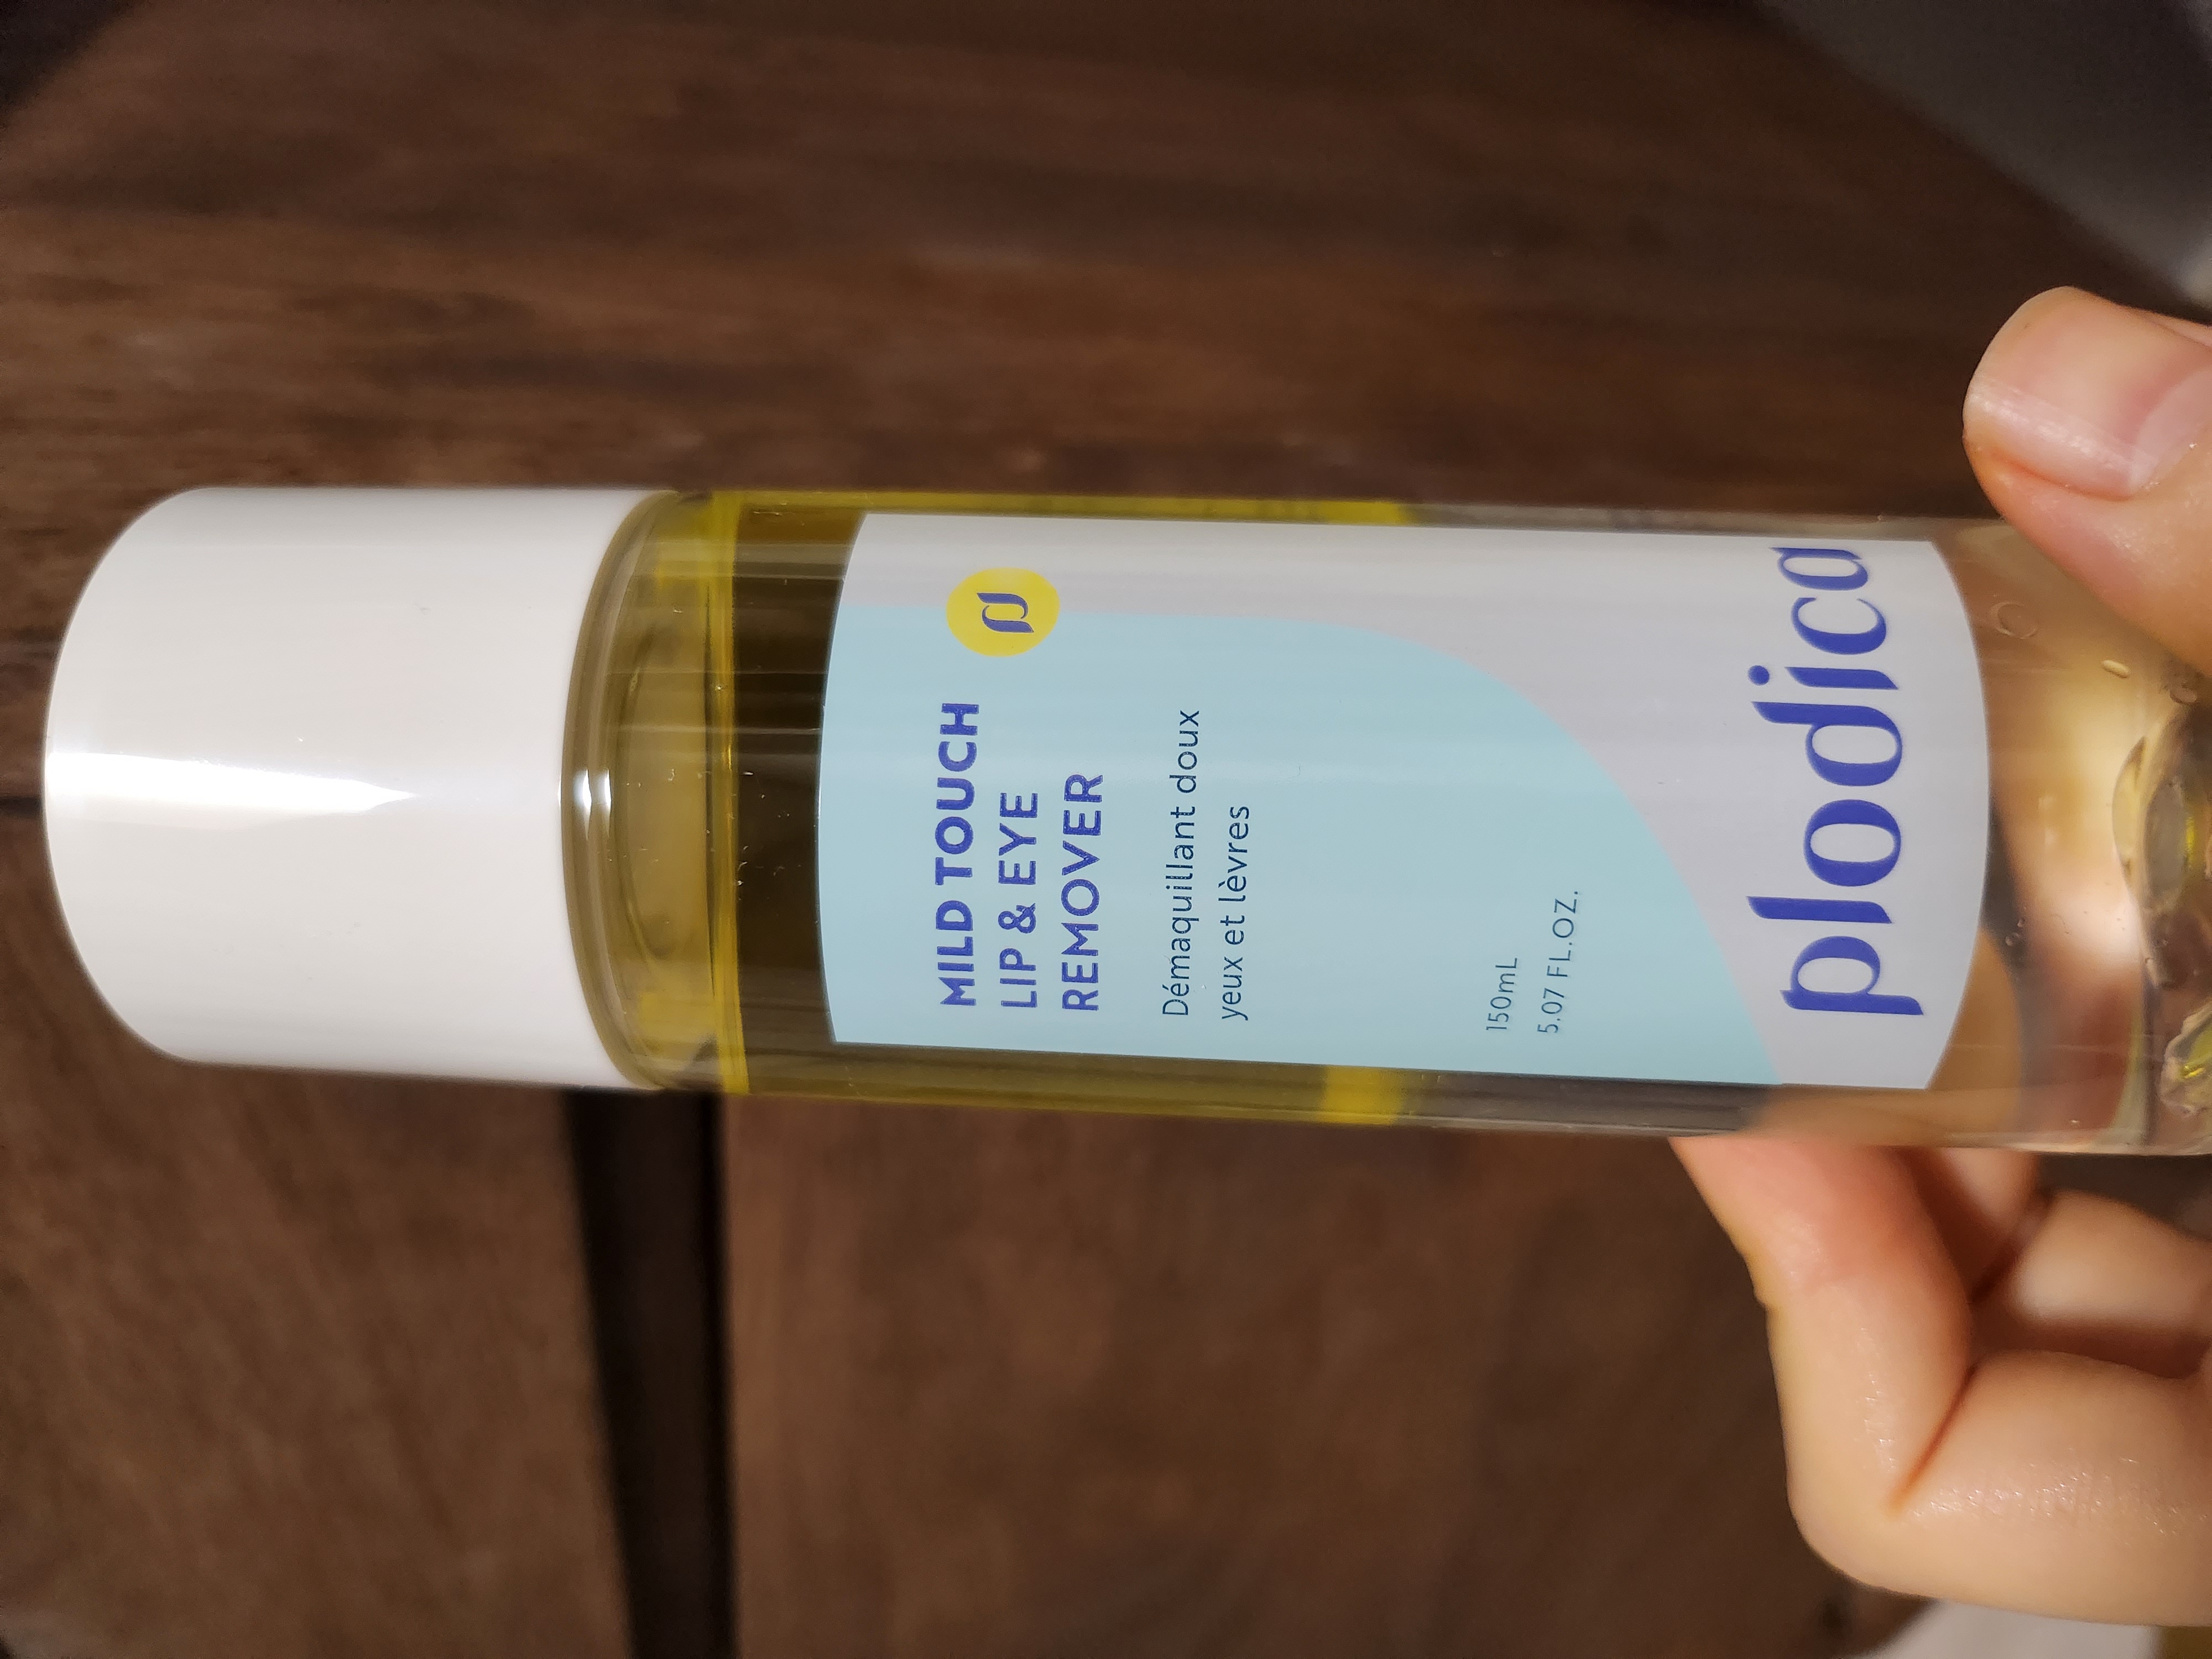 MILD TOUCH
LIP & EYE
REMOVER
Démaquillant doux
yeux et lèvres
150mL
5.07 FL.OZ.
plodica